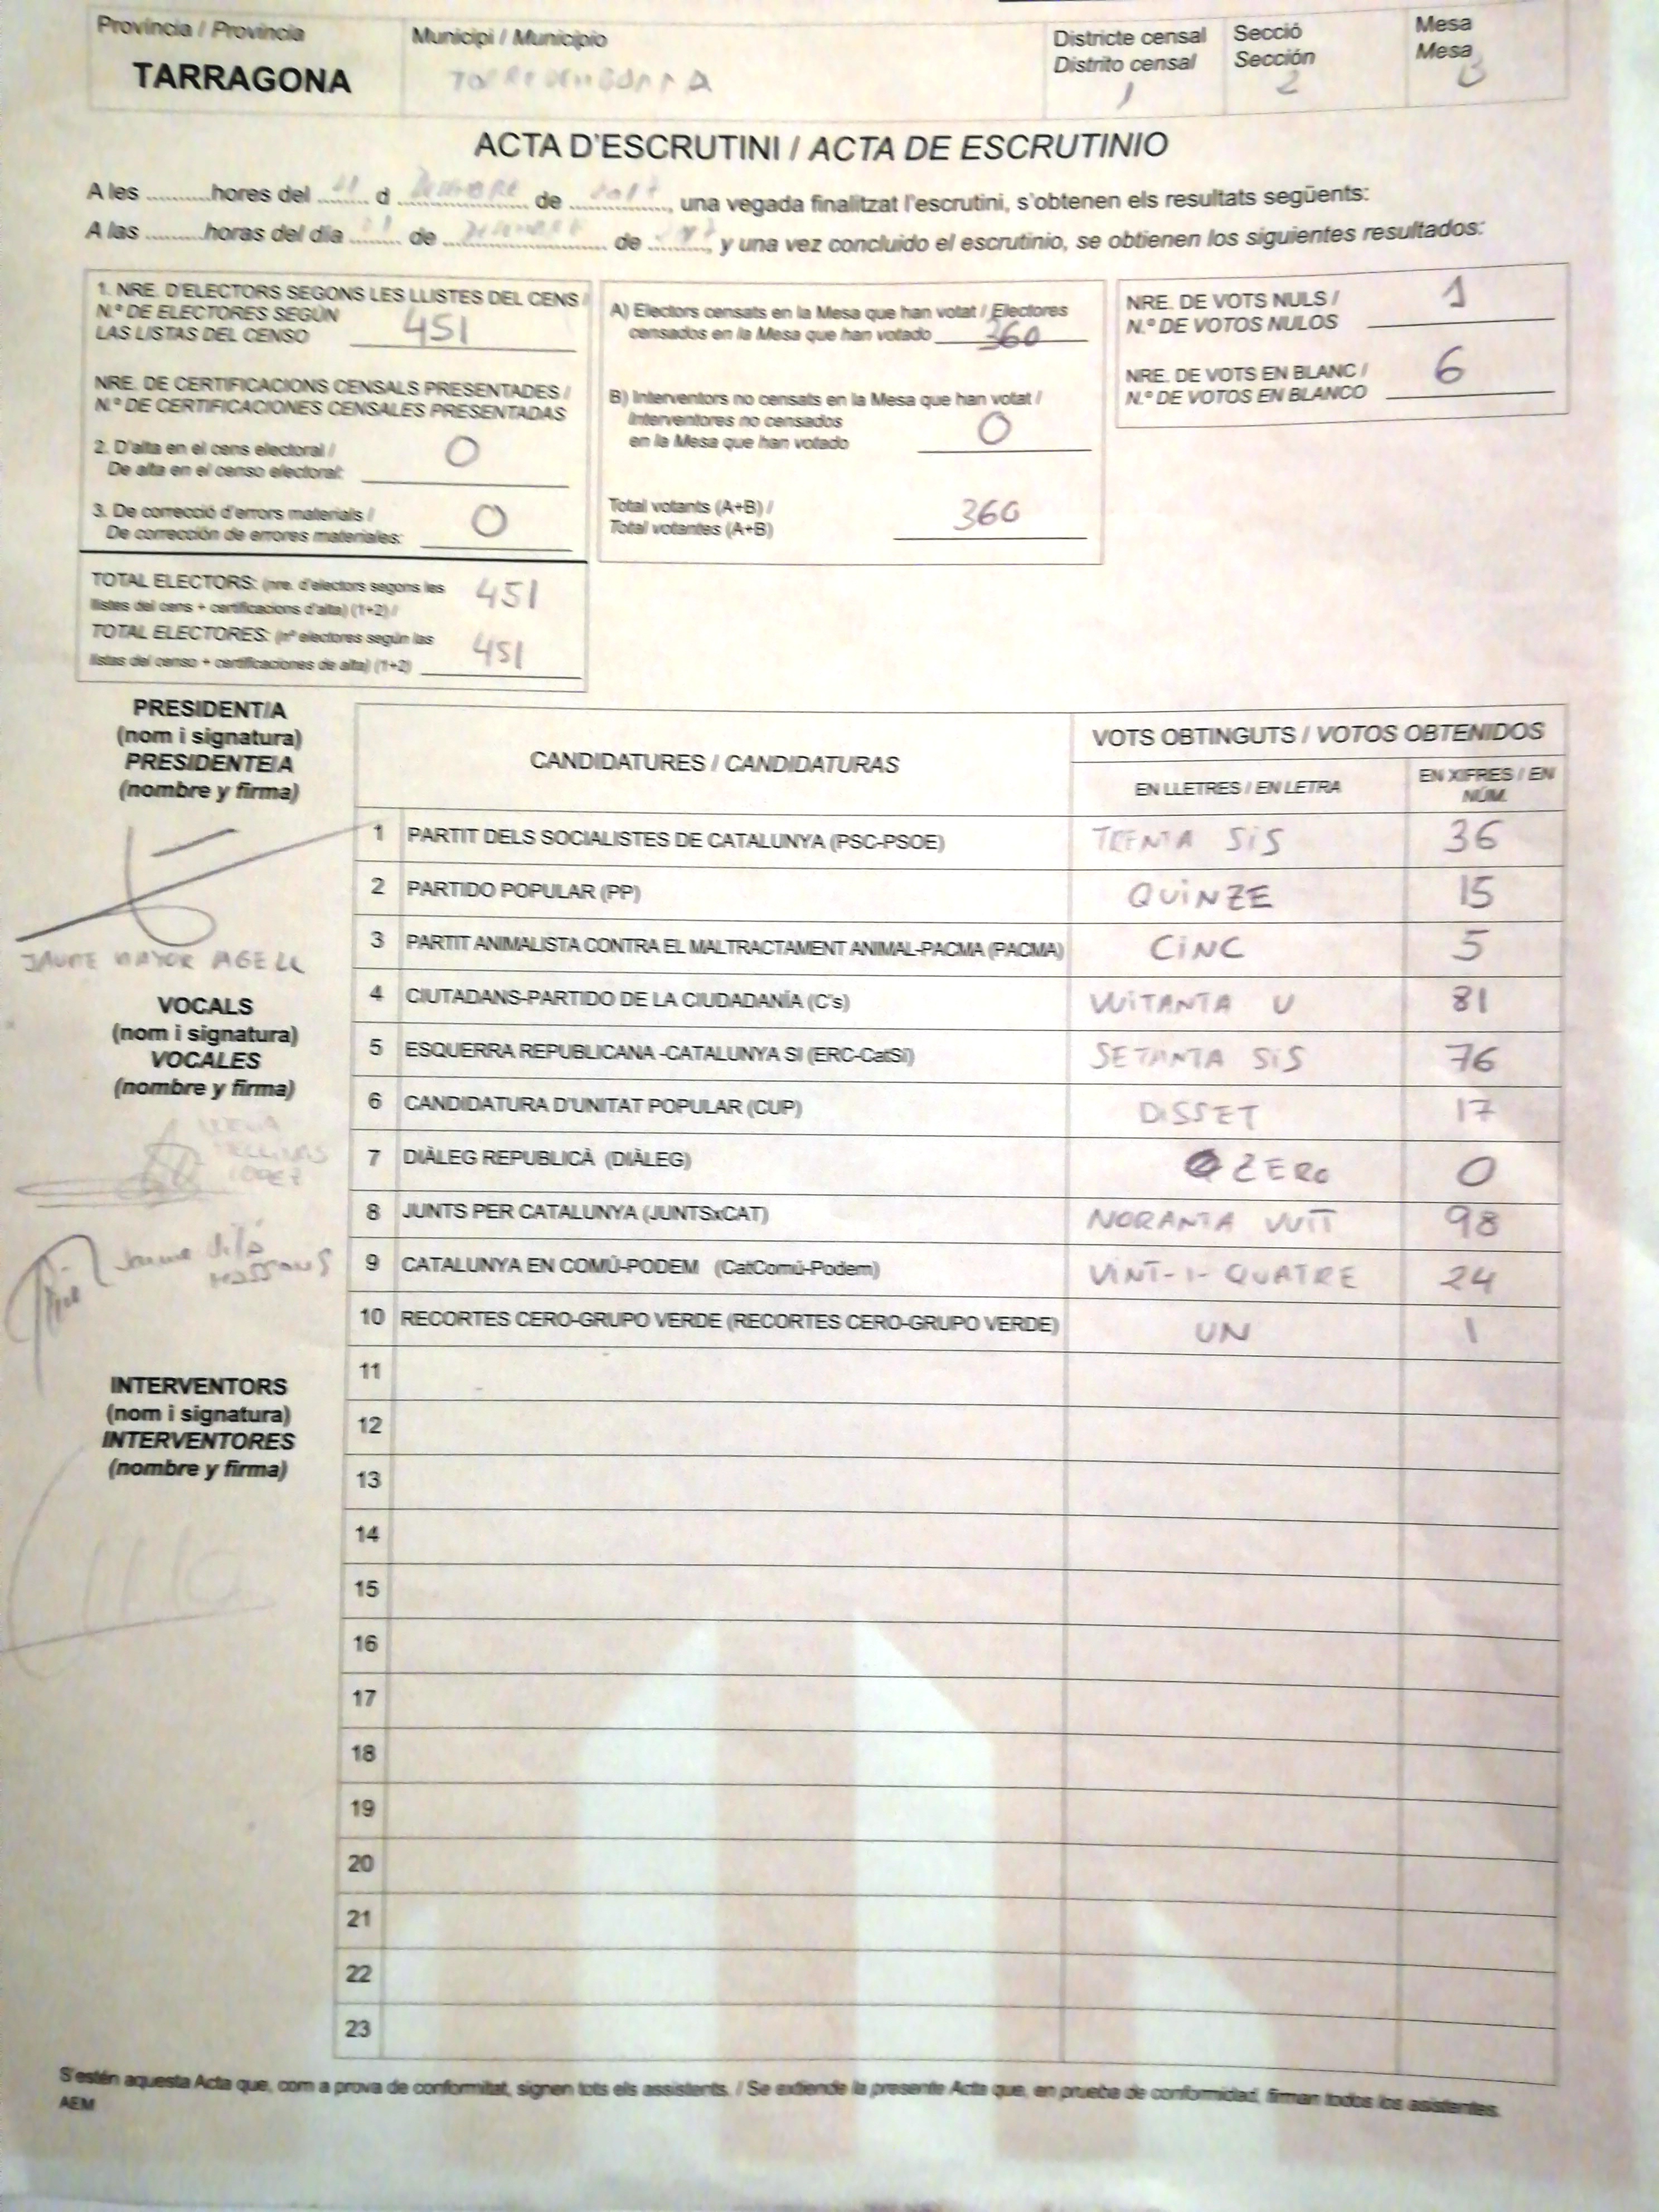 Província / Provincia
TARRAGONA
Municipi / Municipio
TORREDEMBARRA
Districte censal
Distrito censal
1
Secció
Sección
2
Mesa
Mesa
B
ACTA D'ESCRUTINI / ACTA DE ESCRUTINIO
A les ...........hores del 21 d Desembre de 2017, una vegada finalitzat l'escrutini, s'obtenen els resultats següents:
A las ..........horas del día ........ de ........................... de .........., y una vez concluido el escrutinio, se obtienen los siguientes resultados:
1. NRE. D'ELECTORS SEGONS LES LLISTES DEL CENS /
N.º DE ELECTORES SEGÚN
LAS LISTAS DEL CENSO 451
NRE. DE CERTIFICACIONS CENSALS PRESENTADES /
N.º DE CERTIFICACIONES CENSALES PRESENTADAS
2. D'alta en el cens electoral /
De alta en el censo electoral: 0
3. De correcció d'errors materials /
De corrección de errores materiales: 0
TOTAL ELECTORS: (nre. d'electors segons les
llistes del cens + certificacions d'alta) (1+2) / 451
TOTAL ELECTORES: (nº electores según las
listas del censo + certificaciones de alta) (1+2) 451
A) Electors censats en la Mesa que han votat / Electores
censados en la Mesa que han votado 360
B) Interventors no censats en la Mesa que han votat /
Interventores no censados
en la Mesa que han votado 0
Total votants (A+B) /
Total votantes (A+B) 360
NRE. DE VOTS NULS /
N.º DE VOTOS NULOS 1
NRE. DE VOTS EN BLANC /
N.º DE VOTOS EN BLANCO 6
PRESIDENT/A
(nom i signatura)
PRESIDENTE/A
(nombre y firma)
JAUME MAYOR AGELL
VOCALS
(nom i signatura)
VOCALES
(nombre y firma)
LOPEZ
Jaume Vilà
MASSONS
INTERVENTORS
(nom i signatura)
INTERVENTORES
(nombre y firma)
CANDIDATURES / CANDIDATURAS
VOTS OBTINGUTS / VOTOS OBTENIDOS
EN LLETRES / EN LETRA
EN XIFRES / EN
NÚM.
1 PARTIT DELS SOCIALISTES DE CATALUNYA (PSC-PSOE) TRENTA SIS 36
2 PARTIDO POPULAR (PP) QUINZE 15
3 PARTIT ANIMALISTA CONTRA EL MALTRACTAMENT ANIMAL-PACMA (PACMA) CINC 5
4 CIUTADANS-PARTIDO DE LA CIUDADANÍA (C's) VUITANTA U 81
5 ESQUERRA REPUBLICANA -CATALUNYA SI (ERC-CatSí) SETANTA SIS 76
6 CANDIDATURA D'UNITAT POPULAR (CUP) DISSET 17
7 DIÀLEG REPUBLICÀ (DIÀLEG) ZERO 0
8 JUNTS PER CATALUNYA (JUNTSxCAT) NORANTA VUIT 98
9 CATALUNYA EN COMÚ-PODEM (CatComú-Podem) VINT-I-QUATRE 24
10 RECORTES CERO-GRUPO VERDE (RECORTES CERO-GRUPO VERDE) UN 1
11
12
13
14
15
16
17
18
19
20
21
22
23
S'estén aquesta Acta que, com a prova de conformitat, signen tots els assistents. / Se extiende la presente Acta que, en prueba de conformidad, firman todos los asistentes.
AEM